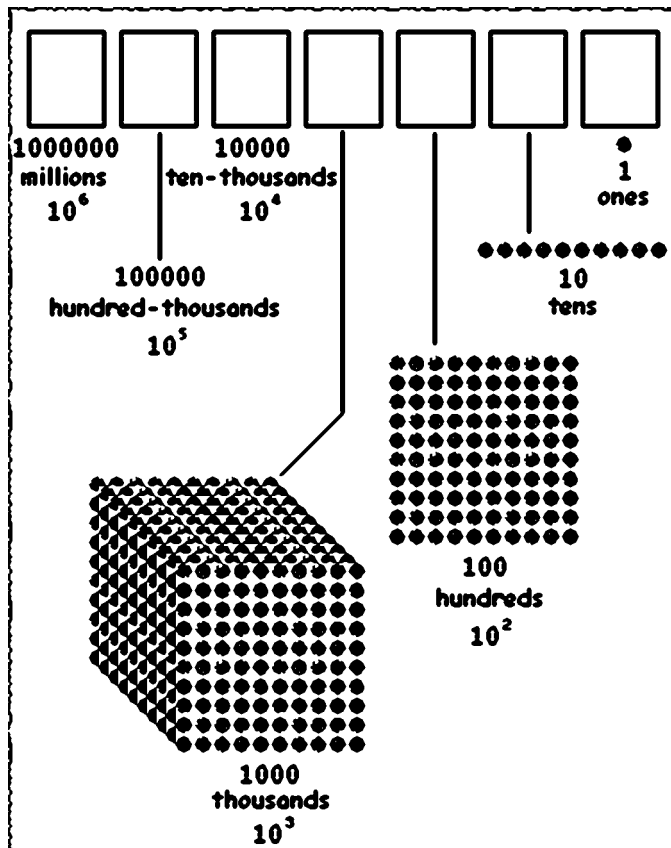 1000000
millions
10⁶
100000
hundred-thousands
10⁵
10000
ten-thousands
10⁴
1000
thousands
10³
100
hundreds
10²
10
tens
1
ones